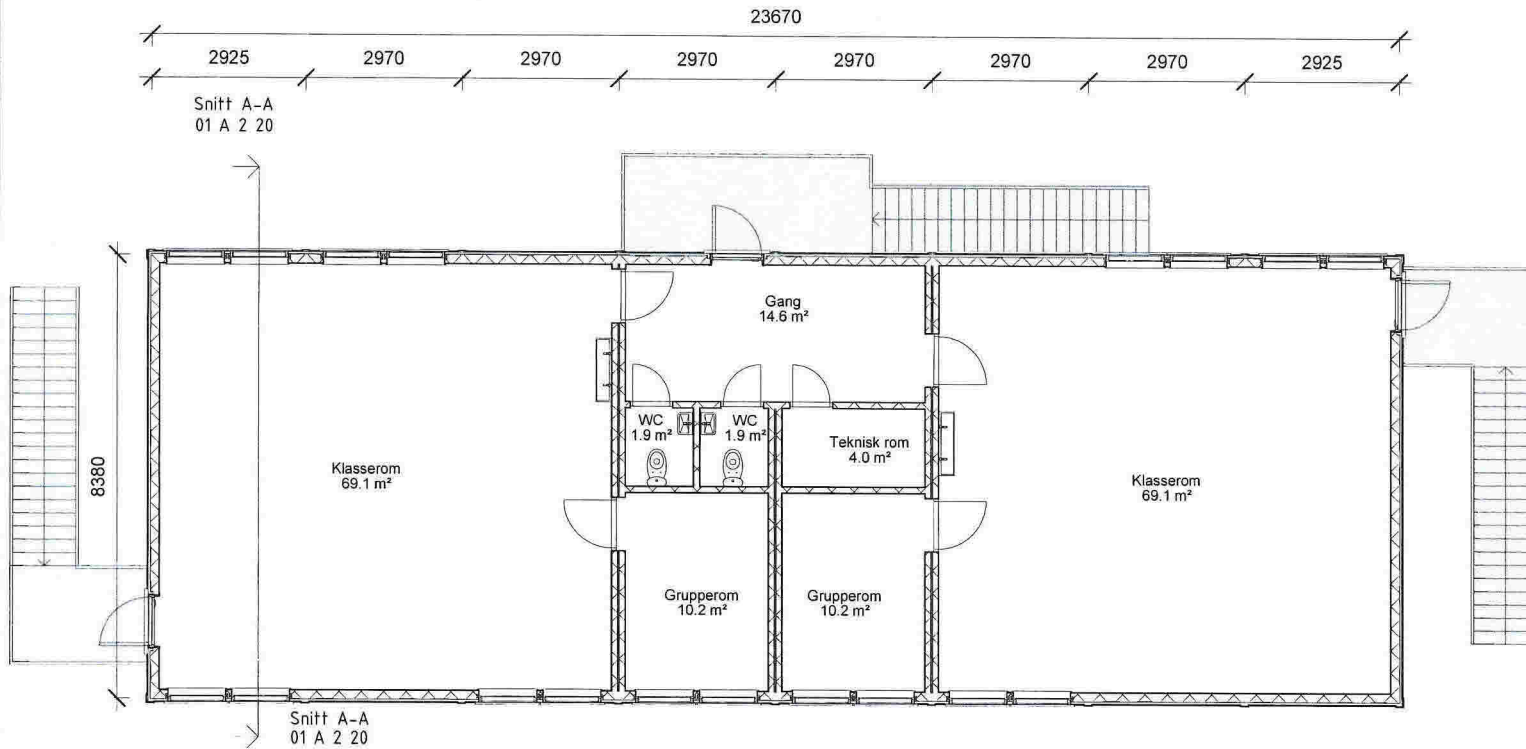 23670
2925 2970 2970 2970 2970 2970 2970 2925
Snitt A-A
01 A 2 20
8380
Gang
14.6 m²
WC
1.9 m²
WC
1.9 m²
Teknisk rom
4.0 m²
Klasserom
69.1 m²
Klasserom
69.1 m²
Grupperom
10.2 m²
Grupperom
10.2 m²
Snitt A-A
01 A 2 20